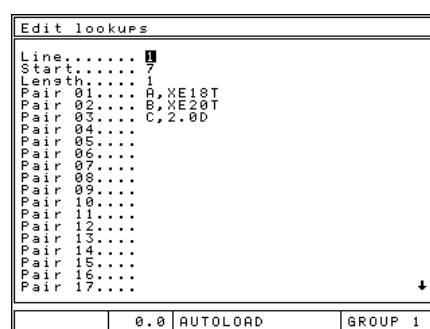 Edit lookups
Line....... 1
Start...... 7
Length..... 1
Pair 01.... A,XE18T
Pair 02.... B,XE20T
Pair 03.... C,2.0D
Pair 04....
Pair 05....
Pair 06....
Pair 07....
Pair 08....
Pair 09....
Pair 10....
Pair 11....
Pair 12....
Pair 13....
Pair 14....
Pair 15....
Pair 16....
Pair 17....
0.0 AUTOLOAD GROUP 1